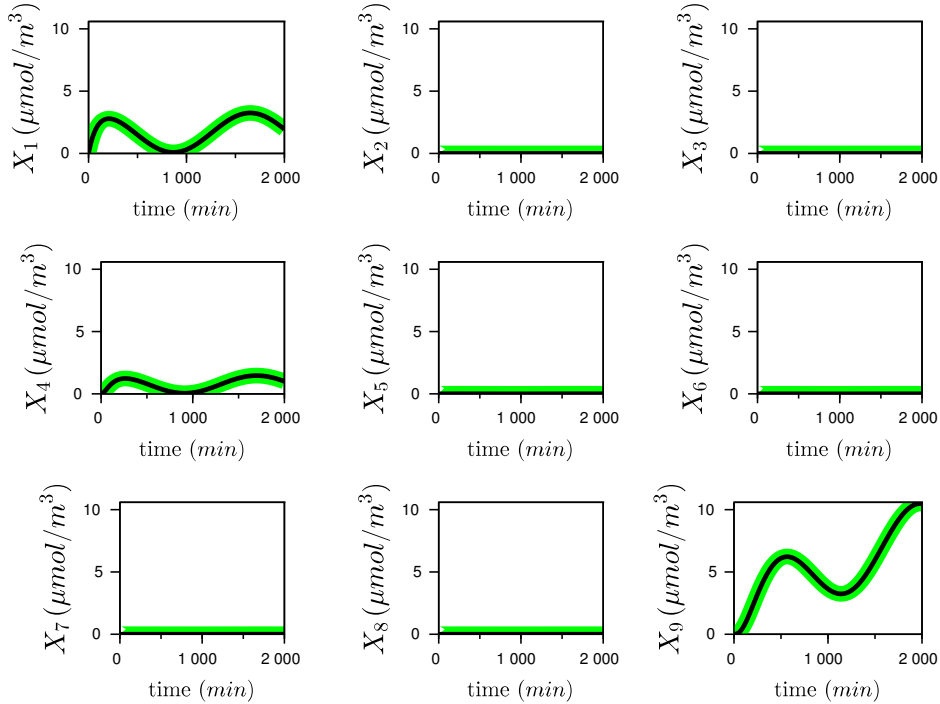 X₁ (μmol/m³)
10
5
0
0 1 000 2 000
time (min)
X₂ (μmol/m³)
10
5
0
0 1 000 2 000
time (min)
X₃ (μmol/m³)
10
5
0
0 1 000 2 000
time (min)
X₄ (μmol/m³)
10
5
0
0 1 000 2 000
time (min)
X₅ (μmol/m³)
10
5
0
0 1 000 2 000
time (min)
X₆ (μmol/m³)
10
5
0
0 1 000 2 000
time (min)
X₇ (μmol/m³)
10
5
0
0 1 000 2 000
time (min)
X₈ (μmol/m³)
10
5
0
0 1 000 2 000
time (min)
X₉ (μmol/m³)
10
5
0
0 1 000 2 000
time (min)